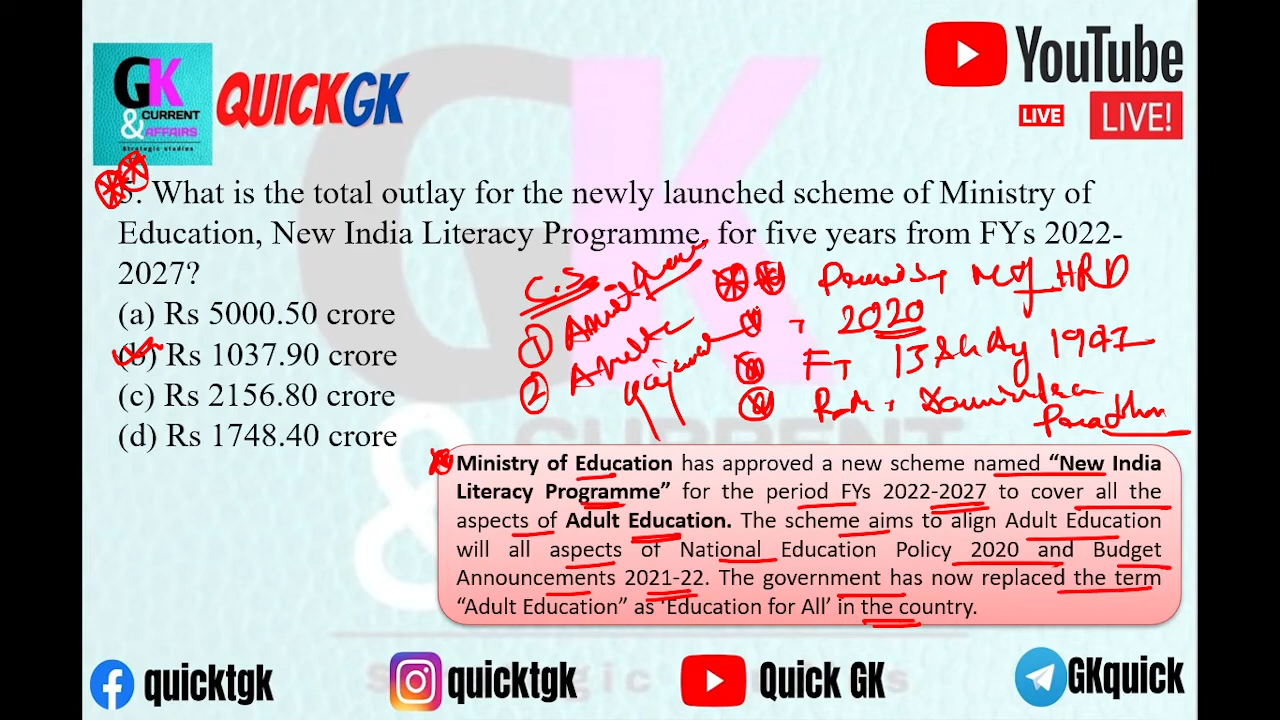 GK
CURRENT
& AFFAIRS
Strategic studies
QUICKGK
YouTube
LIVE
LIVE!
5. What is the total outlay for the newly launched scheme of Ministry of
Education, New India Literacy Programme, for five years from FYs 2022-
2027?
(a) Rs 5000.50 crore
(b) Rs 1037.90 crore
(c) Rs 2156.80 crore
(d) Rs 1748.40 crore
C.S
1
2
HRD
2020
1947
Ministry of Education has approved a new scheme named “New India
Literacy Programme” for the period FYs 2022-2027 to cover all the
aspects of Adult Education. The scheme aims to align Adult Education
will all aspects of National Education Policy 2020 and Budget
Announcements 2021-22. The government has now replaced the term
“Adult Education” as ‘Education for All’ in the country.
quicktgk
quicktgk
Quick GK
GKquick